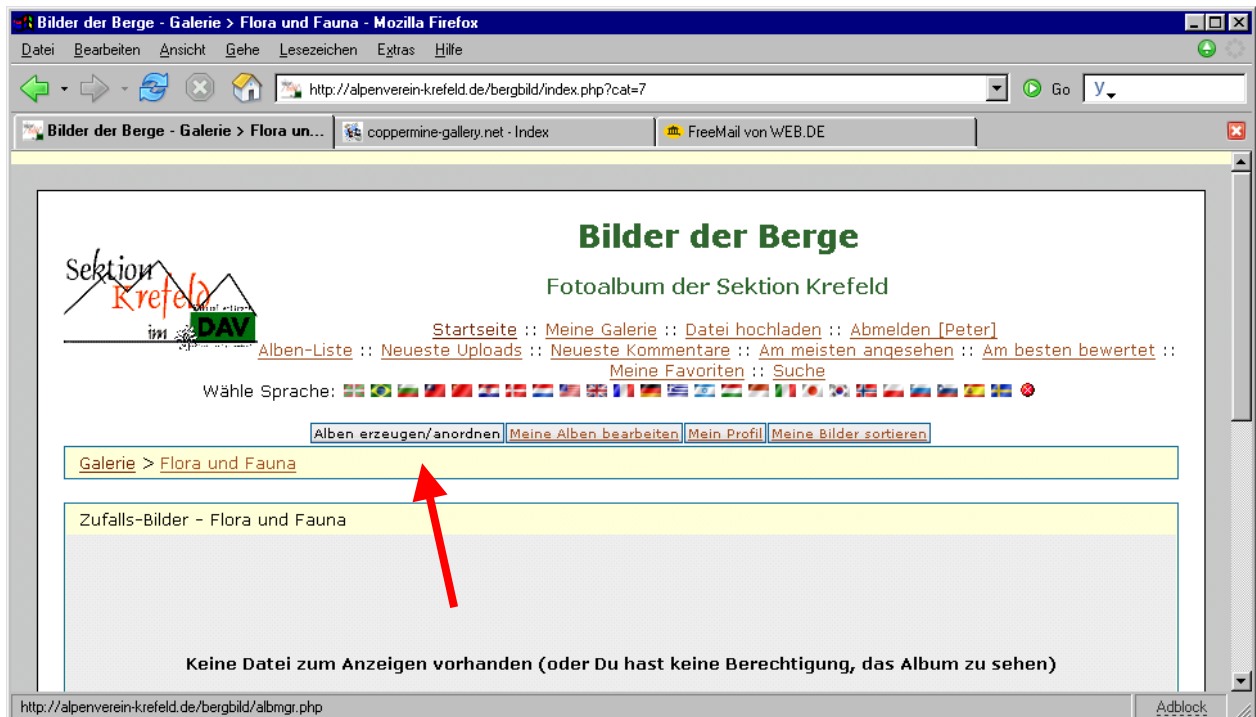 Bilder der Berge - Galerie > Flora und Fauna - Mozilla Firefox
Datei Bearbeiten Ansicht Gehe Lesezeichen Extras Hilfe
http://alpenverein-krefeld.de/bergbild/index.php?cat=7 Go
Bilder der Berge - Galerie > Flora un... coppermine-gallery.net - Index FreeMail von WEB.DE
Bilder der Berge
Sektion
Krefeld
im DAV
Fotoalbum der Sektion Krefeld
Startseite :: Meine Galerie :: Datei hochladen :: Abmelden [Peter]
Alben-Liste :: Neueste Uploads :: Neueste Kommentare :: Am meisten angesehen :: Am besten bewertet ::
Meine Favoriten :: Suche
Wähle Sprache:
Alben erzeugen/anordnen Meine Alben bearbeiten Mein Profil Meine Bilder sortieren
Galerie > Flora und Fauna
Zufalls-Bilder - Flora und Fauna
Keine Datei zum Anzeigen vorhanden (oder Du hast keine Berechtigung, das Album zu sehen)
http://alpenverein-krefeld.de/bergbild/albmgr.php Adblock